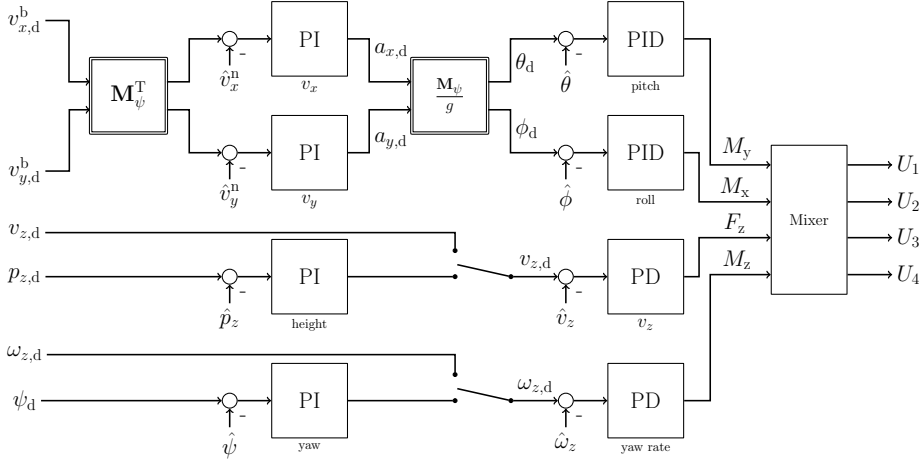 v^b_{x,d}
v^b_{y,d}
M^T_ψ
v̂^n_x
-
PI
v_x
v̂^n_y
-
PI
v_y
a_{x,d}
a_{y,d}
M_ψ
g
θ_d
ϕ_d
θ̂
-
PID
pitch
ϕ̂
-
PID
roll
v_{z,d}
p_{z,d}
p̂_z
-
PI
height
v_{z,d}
v̂_z
-
PD
v_z
ω_{z,d}
ψ_d
ψ̂
-
PI
yaw
ω_{z,d}
ω̂_z
-
PD
yaw rate
M_y
M_x
F_z
M_z
Mixer
U_1
U_2
U_3
U_4